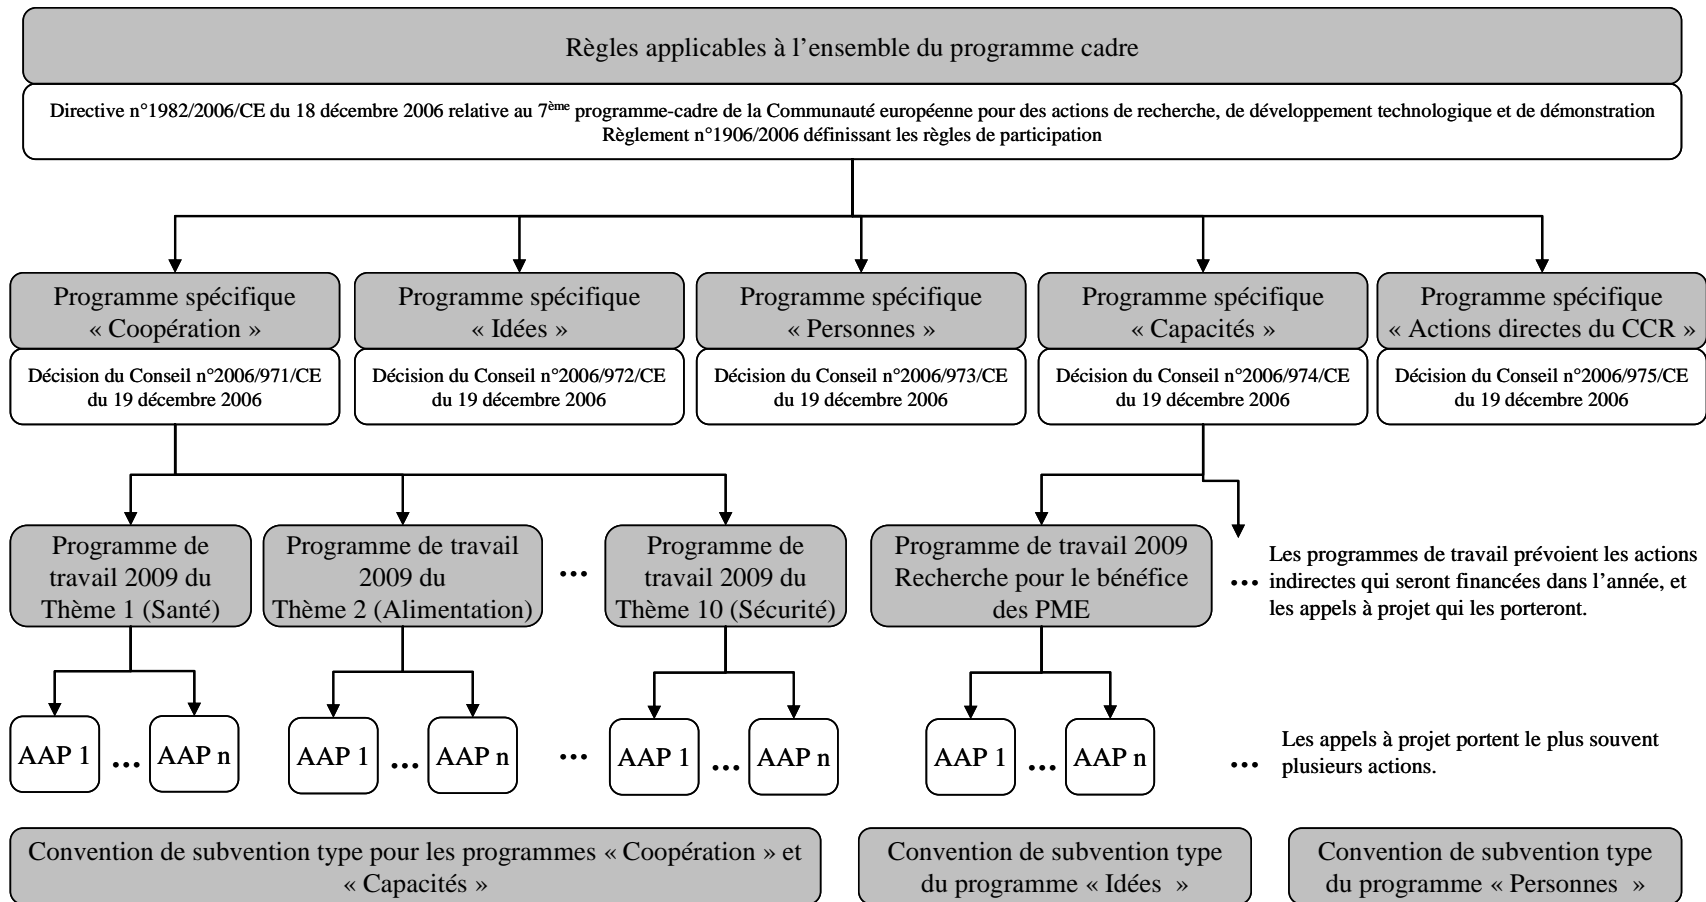 Règles applicables à l’ensemble du programme cadre
Directive n°1982/2006/CE du 18 décembre 2006 relative au 7ème programme-cadre de la Communauté européenne pour des actions de recherche, de développement technologique et de démonstration
Règlement n°1906/2006 définissant les règles de participation
Programme spécifique
« Coopération »
Décision du Conseil n°2006/971/CE
du 19 décembre 2006
Programme spécifique
« Idées »
Décision du Conseil n°2006/972/CE
du 19 décembre 2006
Programme spécifique
« Personnes »
Décision du Conseil n°2006/973/CE
du 19 décembre 2006
Programme spécifique
« Capacités »
Décision du Conseil n°2006/974/CE
du 19 décembre 2006
Programme spécifique
« Actions directes du CCR »
Décision du Conseil n°2006/975/CE
du 19 décembre 2006
Programme de
travail 2009 du
Thème 1 (Santé)
Programme de travail
2009 du
Thème 2 (Alimentation)
...
Programme de
travail 2009 du
Thème 10 (Sécurité)
Programme de travail 2009
Recherche pour le bénéfice
des PME
...
Les programmes de travail prévoient les actions
indirectes qui seront financées dans l’année, et
les appels à projet qui les porteront.
AAP 1
...
AAP n
AAP 1
...
AAP n
...
AAP 1
...
AAP n
AAP 1
...
AAP n
...
Les appels à projet portent le plus souvent
plusieurs actions.
Convention de subvention type pour les programmes « Coopération » et
« Capacités »
Convention de subvention type
du programme « Idées »
Convention de subvention type
du programme « Personnes »